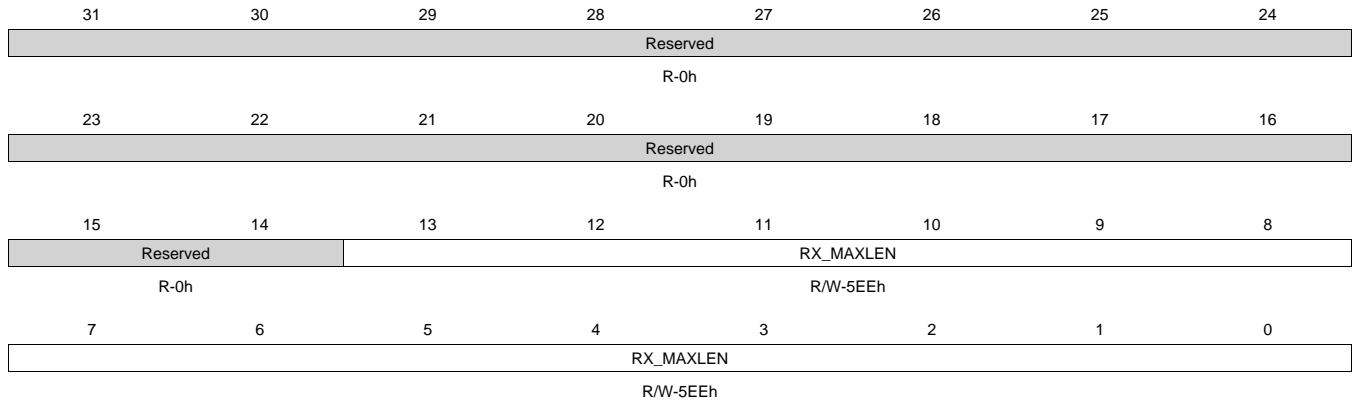 31 30 29 28 27 26 25 24
Reserved
R-0h
23 22 21 20 19 18 17 16
Reserved
R-0h
15 14 13 12 11 10 9 8
Reserved RX_MAXLEN
R-0h R/W-5EEh
7 6 5 4 3 2 1 0
RX_MAXLEN
R/W-5EEh